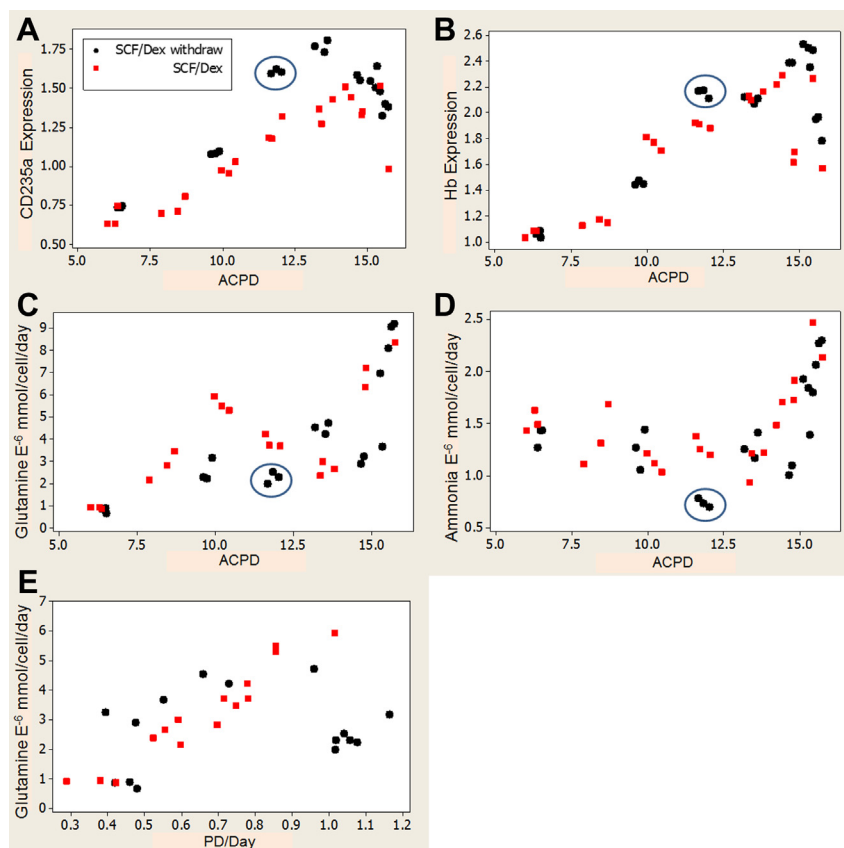 A
CD235a Expression
1.75
1.50
1.25
1.00
0.75
0.50
SCF/Dex withdraw
SCF/Dex
5.0 7.5 10.0 12.5 15.0
ACPD
B
Hb Expression
2.6
2.4
2.2
2.0
1.8
1.6
1.4
1.2
1.0
5.0 7.5 10.0 12.5 15.0
ACPD
C
Glutamine E-6 mmol/cell/day
9
8
7
6
5
4
3
2
1
0
5.0 7.5 10.0 12.5 15.0
ACPD
D
Ammonia E-6 mmol/cell/day
2.5
2.0
1.5
1.0
0.5
5.0 7.5 10.0 12.5 15.0
ACPD
E
Glutamine E-6 mmol/cell/day
7
6
5
4
3
2
1
0
0.3 0.4 0.5 0.6 0.7 0.8 0.9 1.0 1.1 1.2
PD/Day